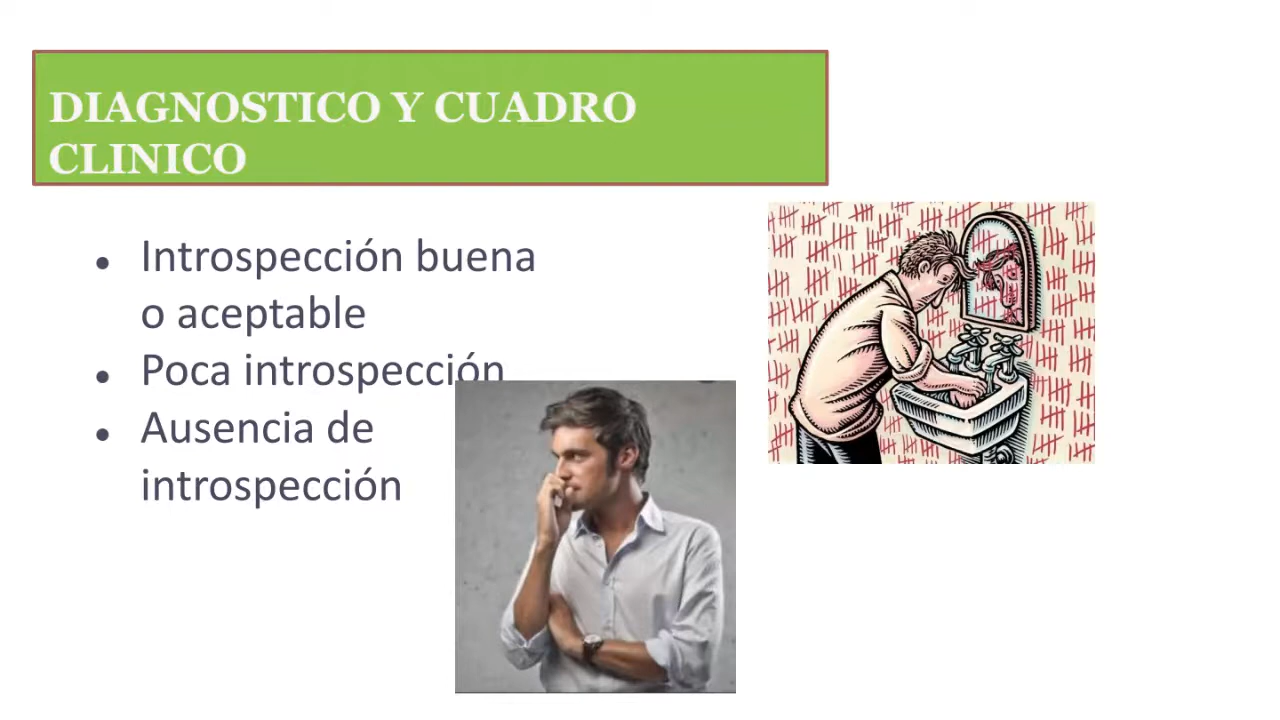 DIAGNOSTICO Y CUADRO
CLINICO
● Introspección buena
o aceptable
● Poca introspección
● Ausencia de
introspección